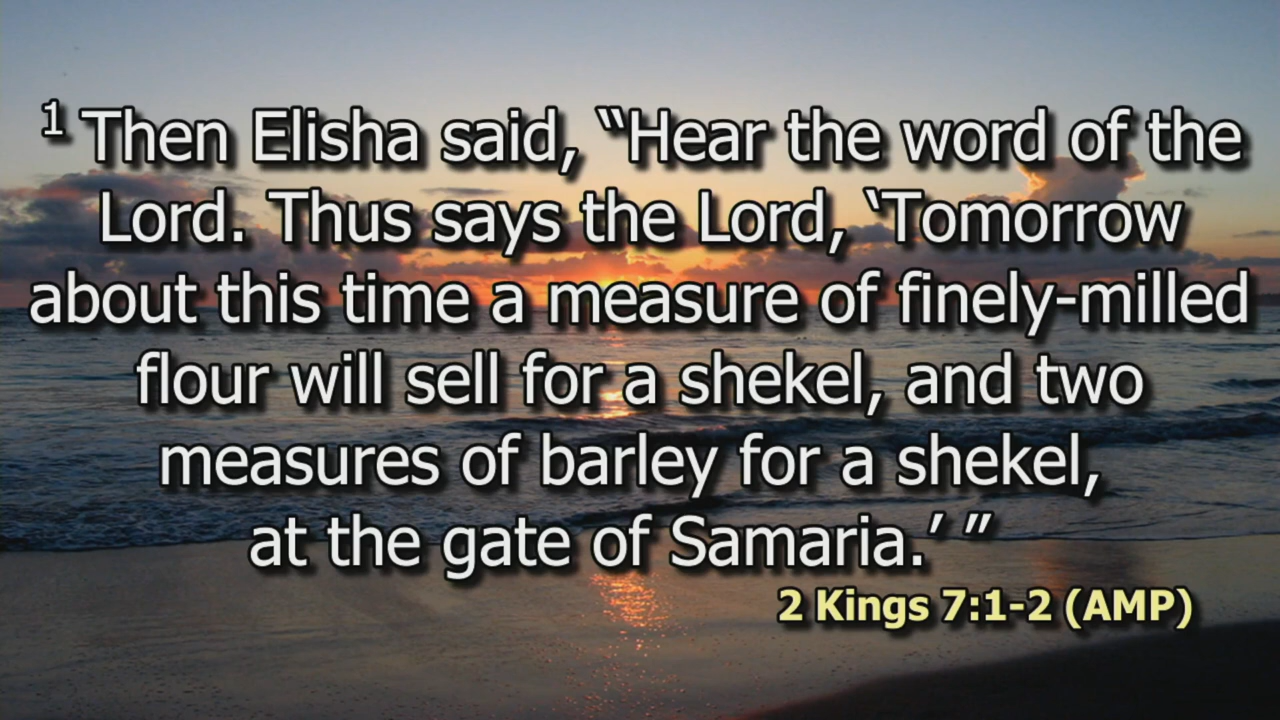 1 Then Elisha said, “Hear the word of the
Lord. Thus says the Lord, ‘Tomorrow
about this time a measure of finely-milled
flour will sell for a shekel, and two
measures of barley for a shekel,
at the gate of Samaria.’ ”
2 Kings 7:1-2 (AMP)